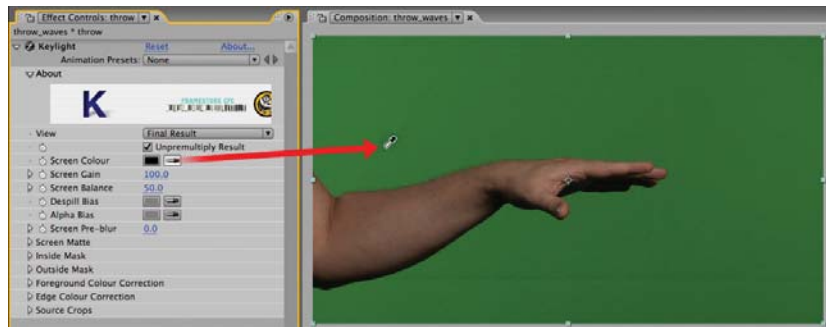 Effect Controls: throw
throw_waves * throw
Keylight
Reset
About...
Animation Presets: None
About
K
FRAMESTORE CFC
View
Final Result
Unpremultiply Result
Screen Colour
Screen Gain
100.0
Screen Balance
50.0
Despill Bias
Alpha Bias
Screen Pre-blur
0.0
Screen Matte
Inside Mask
Outside Mask
Foreground Colour Correction
Edge Colour Correction
Source Crops
Composition: throw_waves